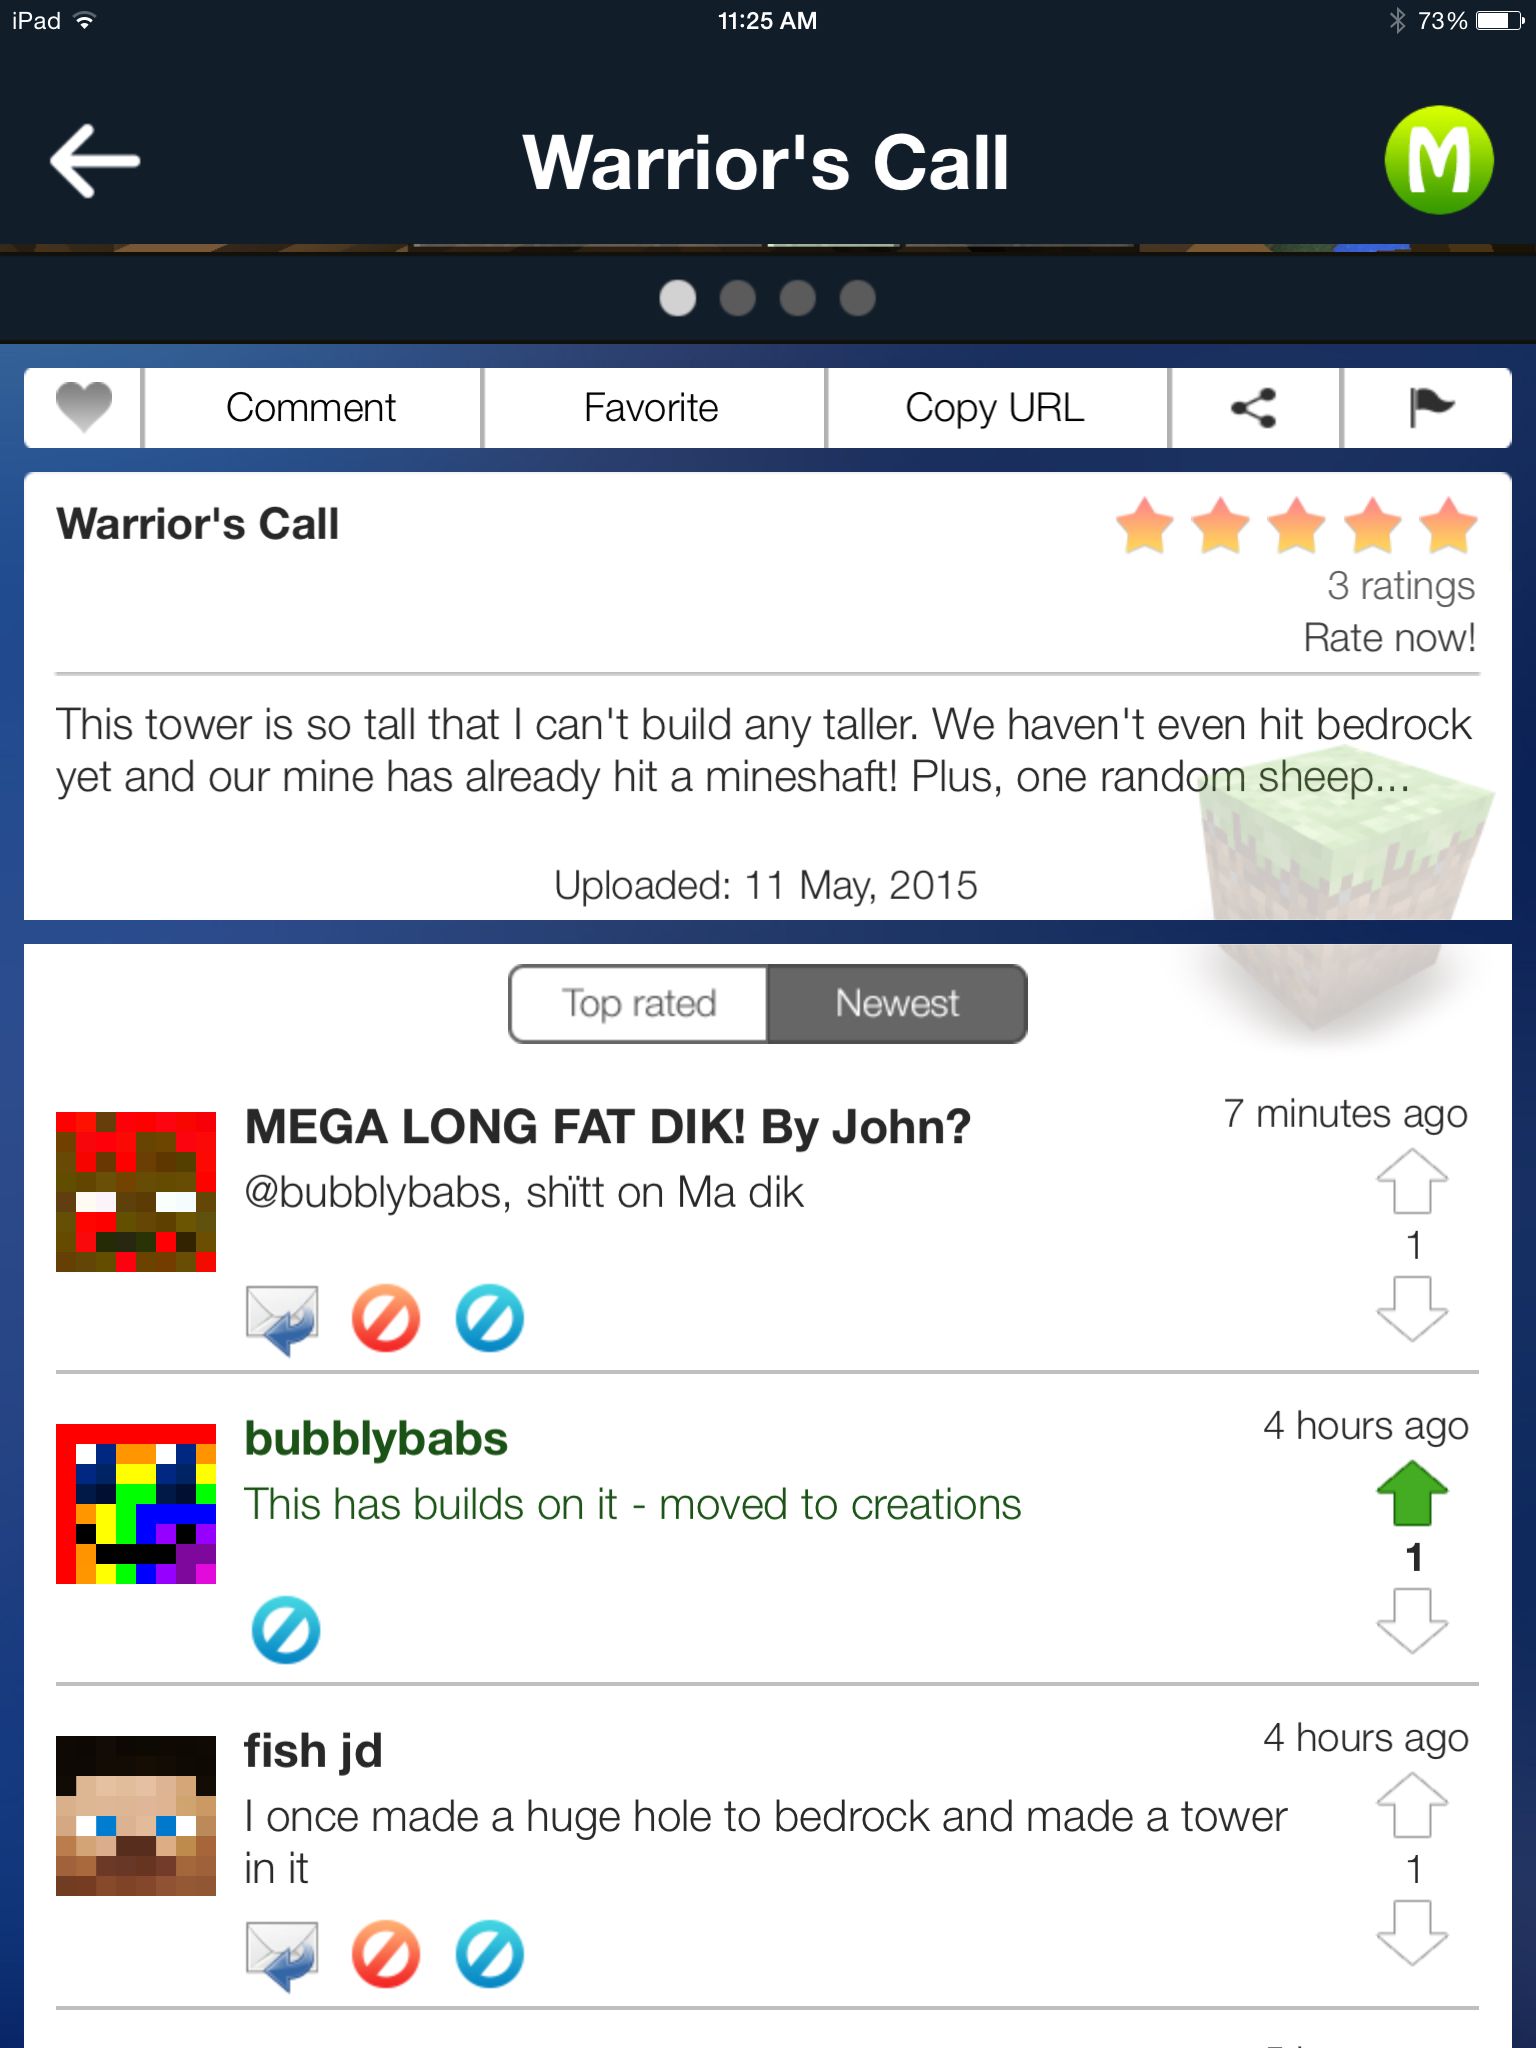 iPad 11:25 AM 73%
Warrior's Call
M
Comment Favorite Copy URL
Warrior's Call
3 ratings
Rate now!
This tower is so tall that I can't build any taller. We haven't even hit bedrock
yet and our mine has already hit a mineshaft! Plus, one random sheep...
Uploaded: 11 May, 2015
Top rated Newest
MEGA LONG FAT DIK! By John? 7 minutes ago
@bubblybabs, shïtt on Ma dik
1
bubblybabs 4 hours ago
This has builds on it - moved to creations
1
fish jd 4 hours ago
I once made a huge hole to bedrock and made a tower
in it
1